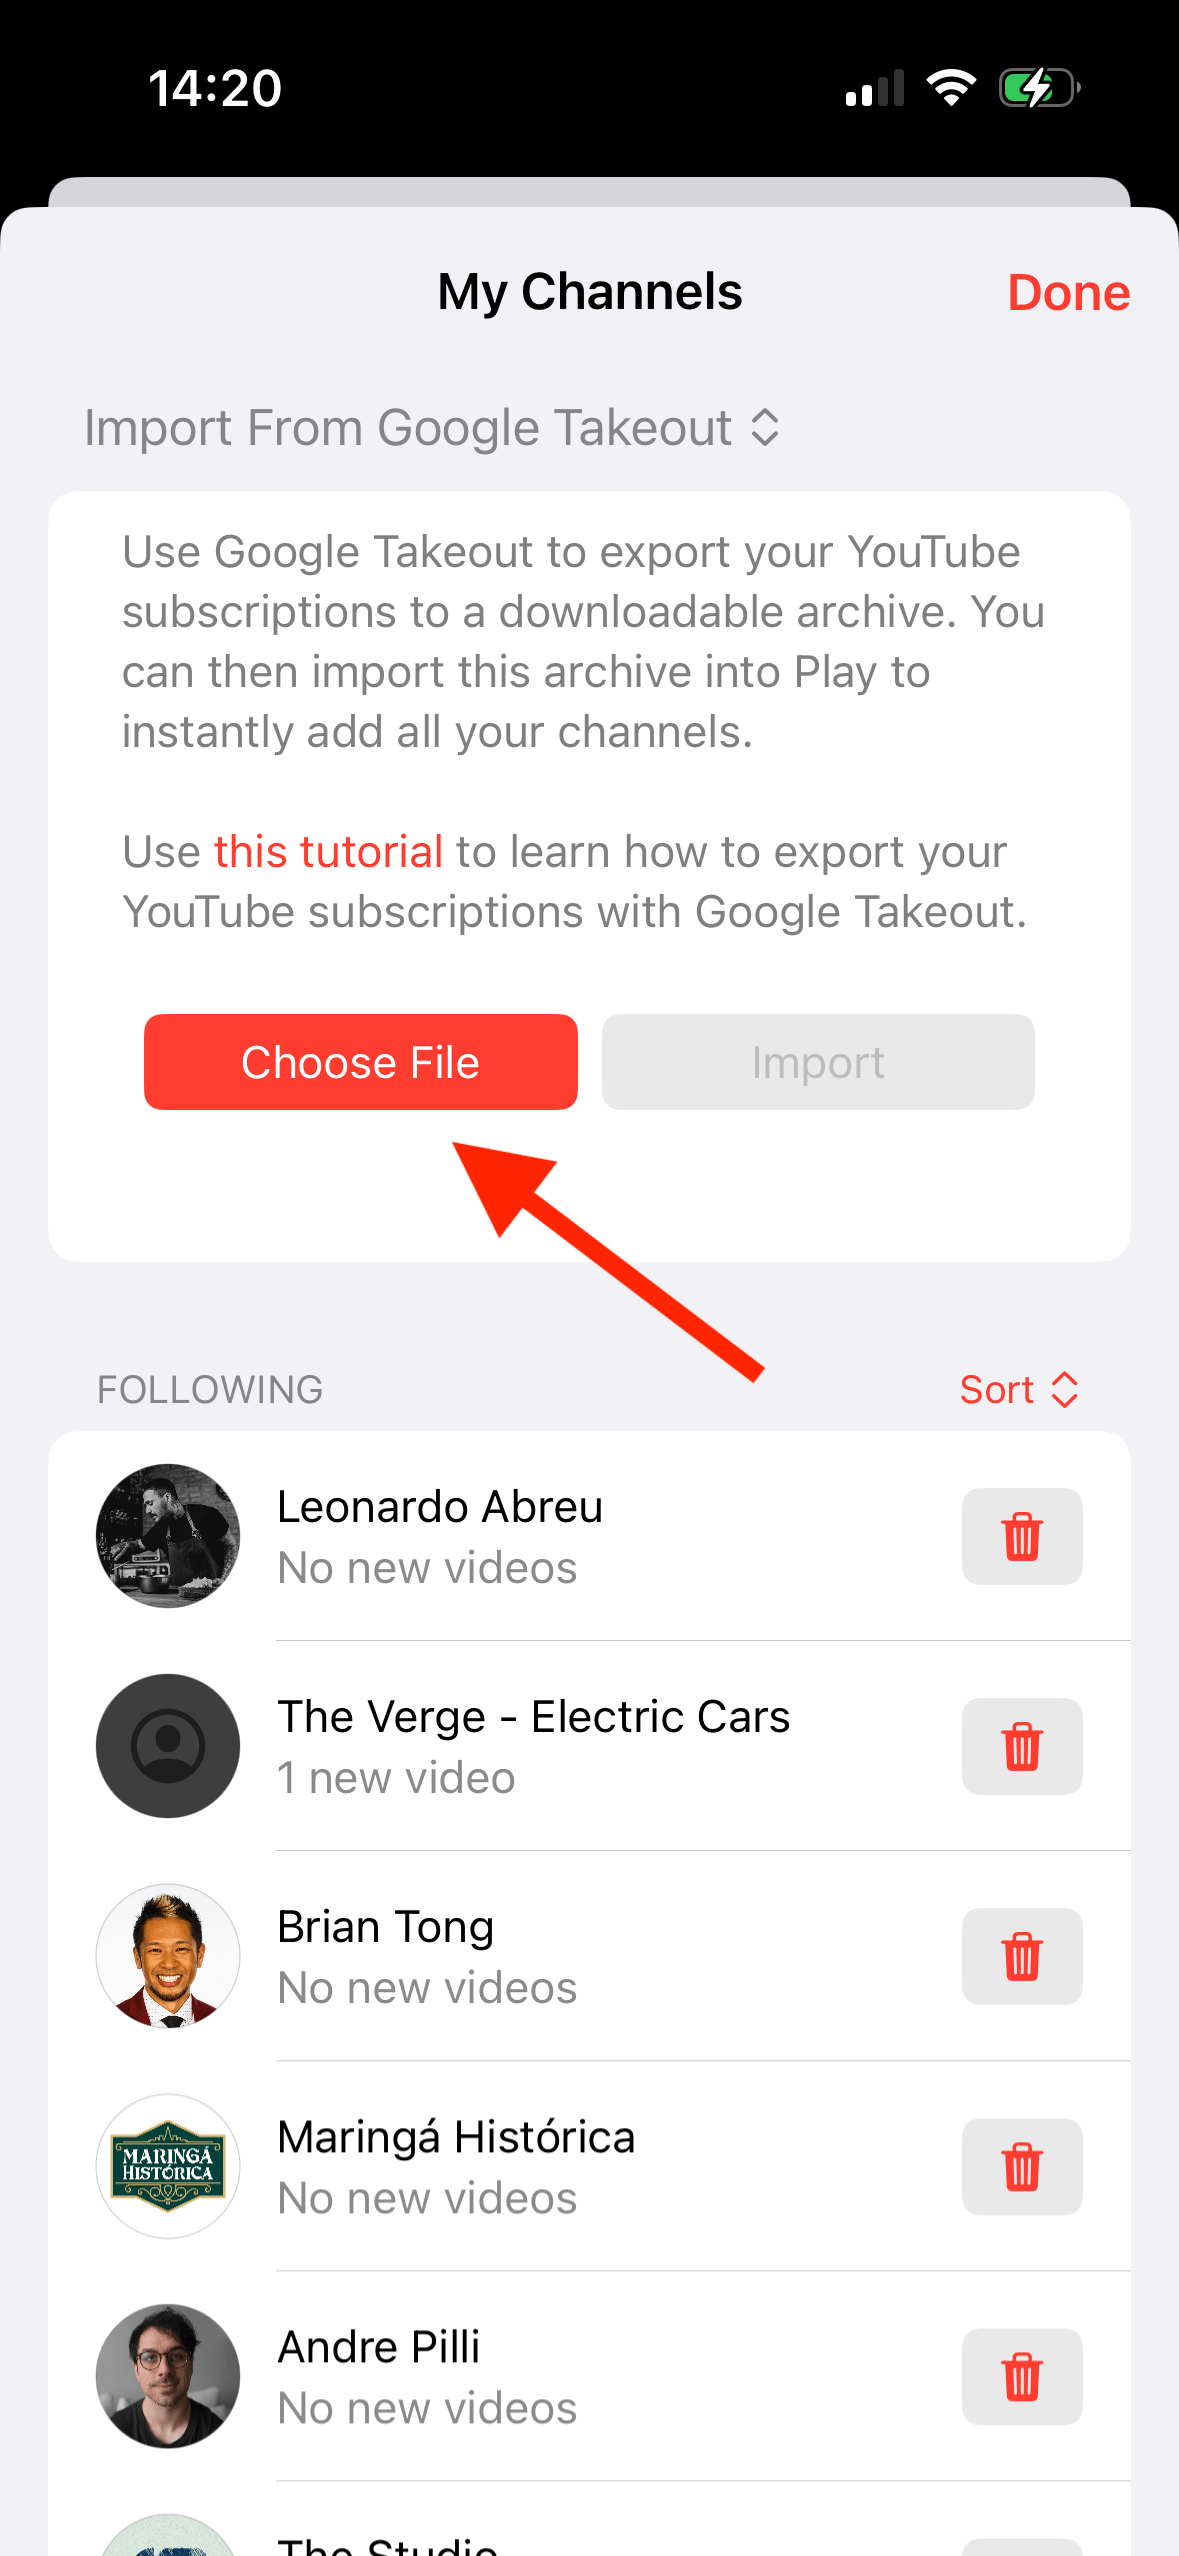 14:20
My Channels
Done
Import From Google Takeout
Use Google Takeout to export your YouTube
subscriptions to a downloadable archive. You
can then import this archive into Play to
instantly add all your channels.
Use this tutorial to learn how to export your
YouTube subscriptions with Google Takeout.
Choose File
Import
FOLLOWING
Sort
Leonardo Abreu
No new videos
The Verge - Electric Cars
1 new video
Brian Tong
No new videos
MARINGÁ
HISTÓRICA
Maringá Histórica
No new videos
Andre Pilli
No new videos
The Studio